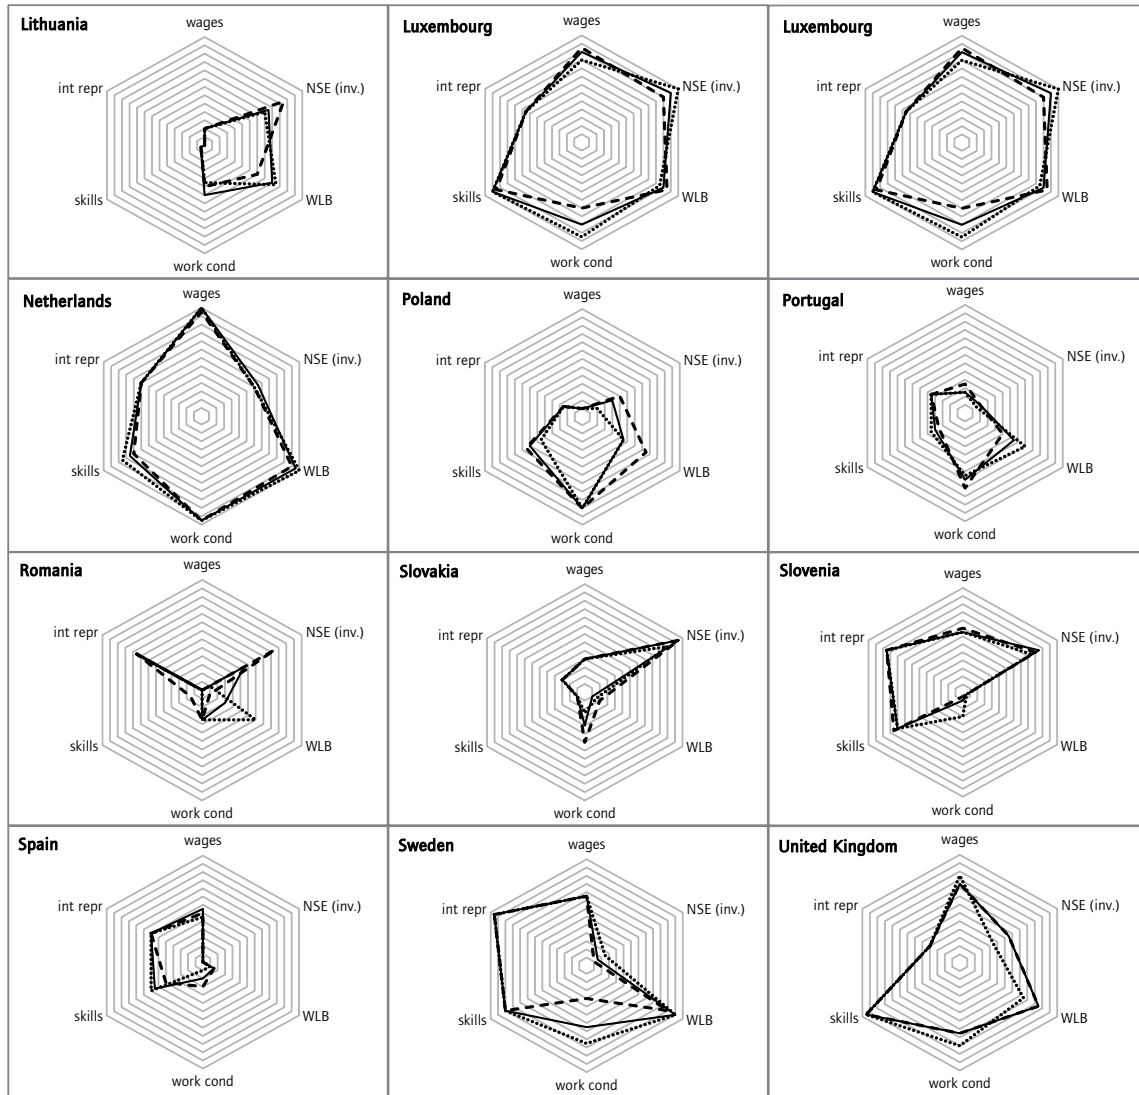 Lithuania
wages
int repr
NSE (inv.)
skills
WLB
work cond
Luxembourg
wages
int repr
NSE (inv.)
skills
WLB
work cond
Luxembourg
wages
int repr
NSE (inv.)
skills
WLB
work cond
Netherlands
wages
int repr
NSE (inv.)
skills
WLB
work cond
Poland
wages
int repr
NSE (inv.)
skills
WLB
work cond
Portugal
wages
int repr
NSE (inv.)
skills
WLB
work cond
Romania
wages
int repr
NSE (inv.)
skills
WLB
work cond
Slovakia
wages
int repr
NSE (inv.)
skills
WLB
work cond
Slovenia
wages
int repr
NSE (inv.)
skills
WLB
work cond
Spain
wages
int repr
NSE (inv.)
skills
WLB
work cond
Sweden
wages
int repr
NSE (inv.)
skills
WLB
work cond
United Kingdom
wages
int repr
NSE (inv.)
skills
WLB
work cond